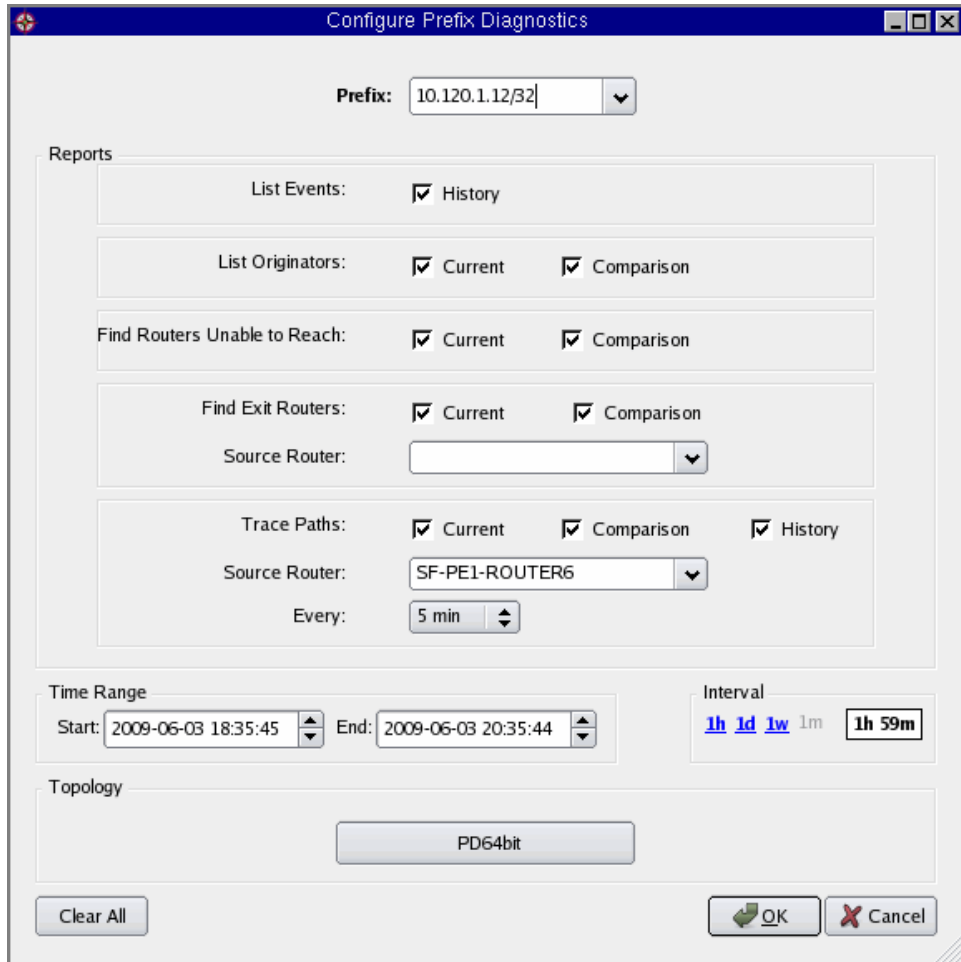 Configure Prefix Diagnostics
Prefix: 10.120.1.12/32
Reports
List Events: History
List Originators: Current Comparison
Find Routers Unable to Reach: Current Comparison
Find Exit Routers: Current Comparison
Source Router:
Trace Paths: Current Comparison History
Source Router: SF-PE1-ROUTER6
Every: 5 min
Time Range Interval
Start: 2009-06-03 18:35:45 End: 2009-06-03 20:35:44 1h 1d 1w 1m 1h 59m
Topology
PD64bit
Clear All OK Cancel